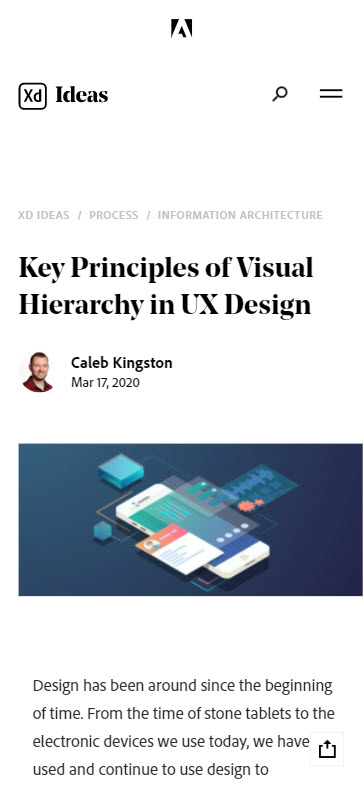 Xd Ideas
XD IDEAS / PROCESS / INFORMATION ARCHITECTURE
Key Principles of Visual
Hierarchy in UX Design
Caleb Kingston
Mar 17, 2020
Design has been around since the beginning
of time. From the time of stone tablets to the
electronic devices we use today, we have
used and continue to use design to